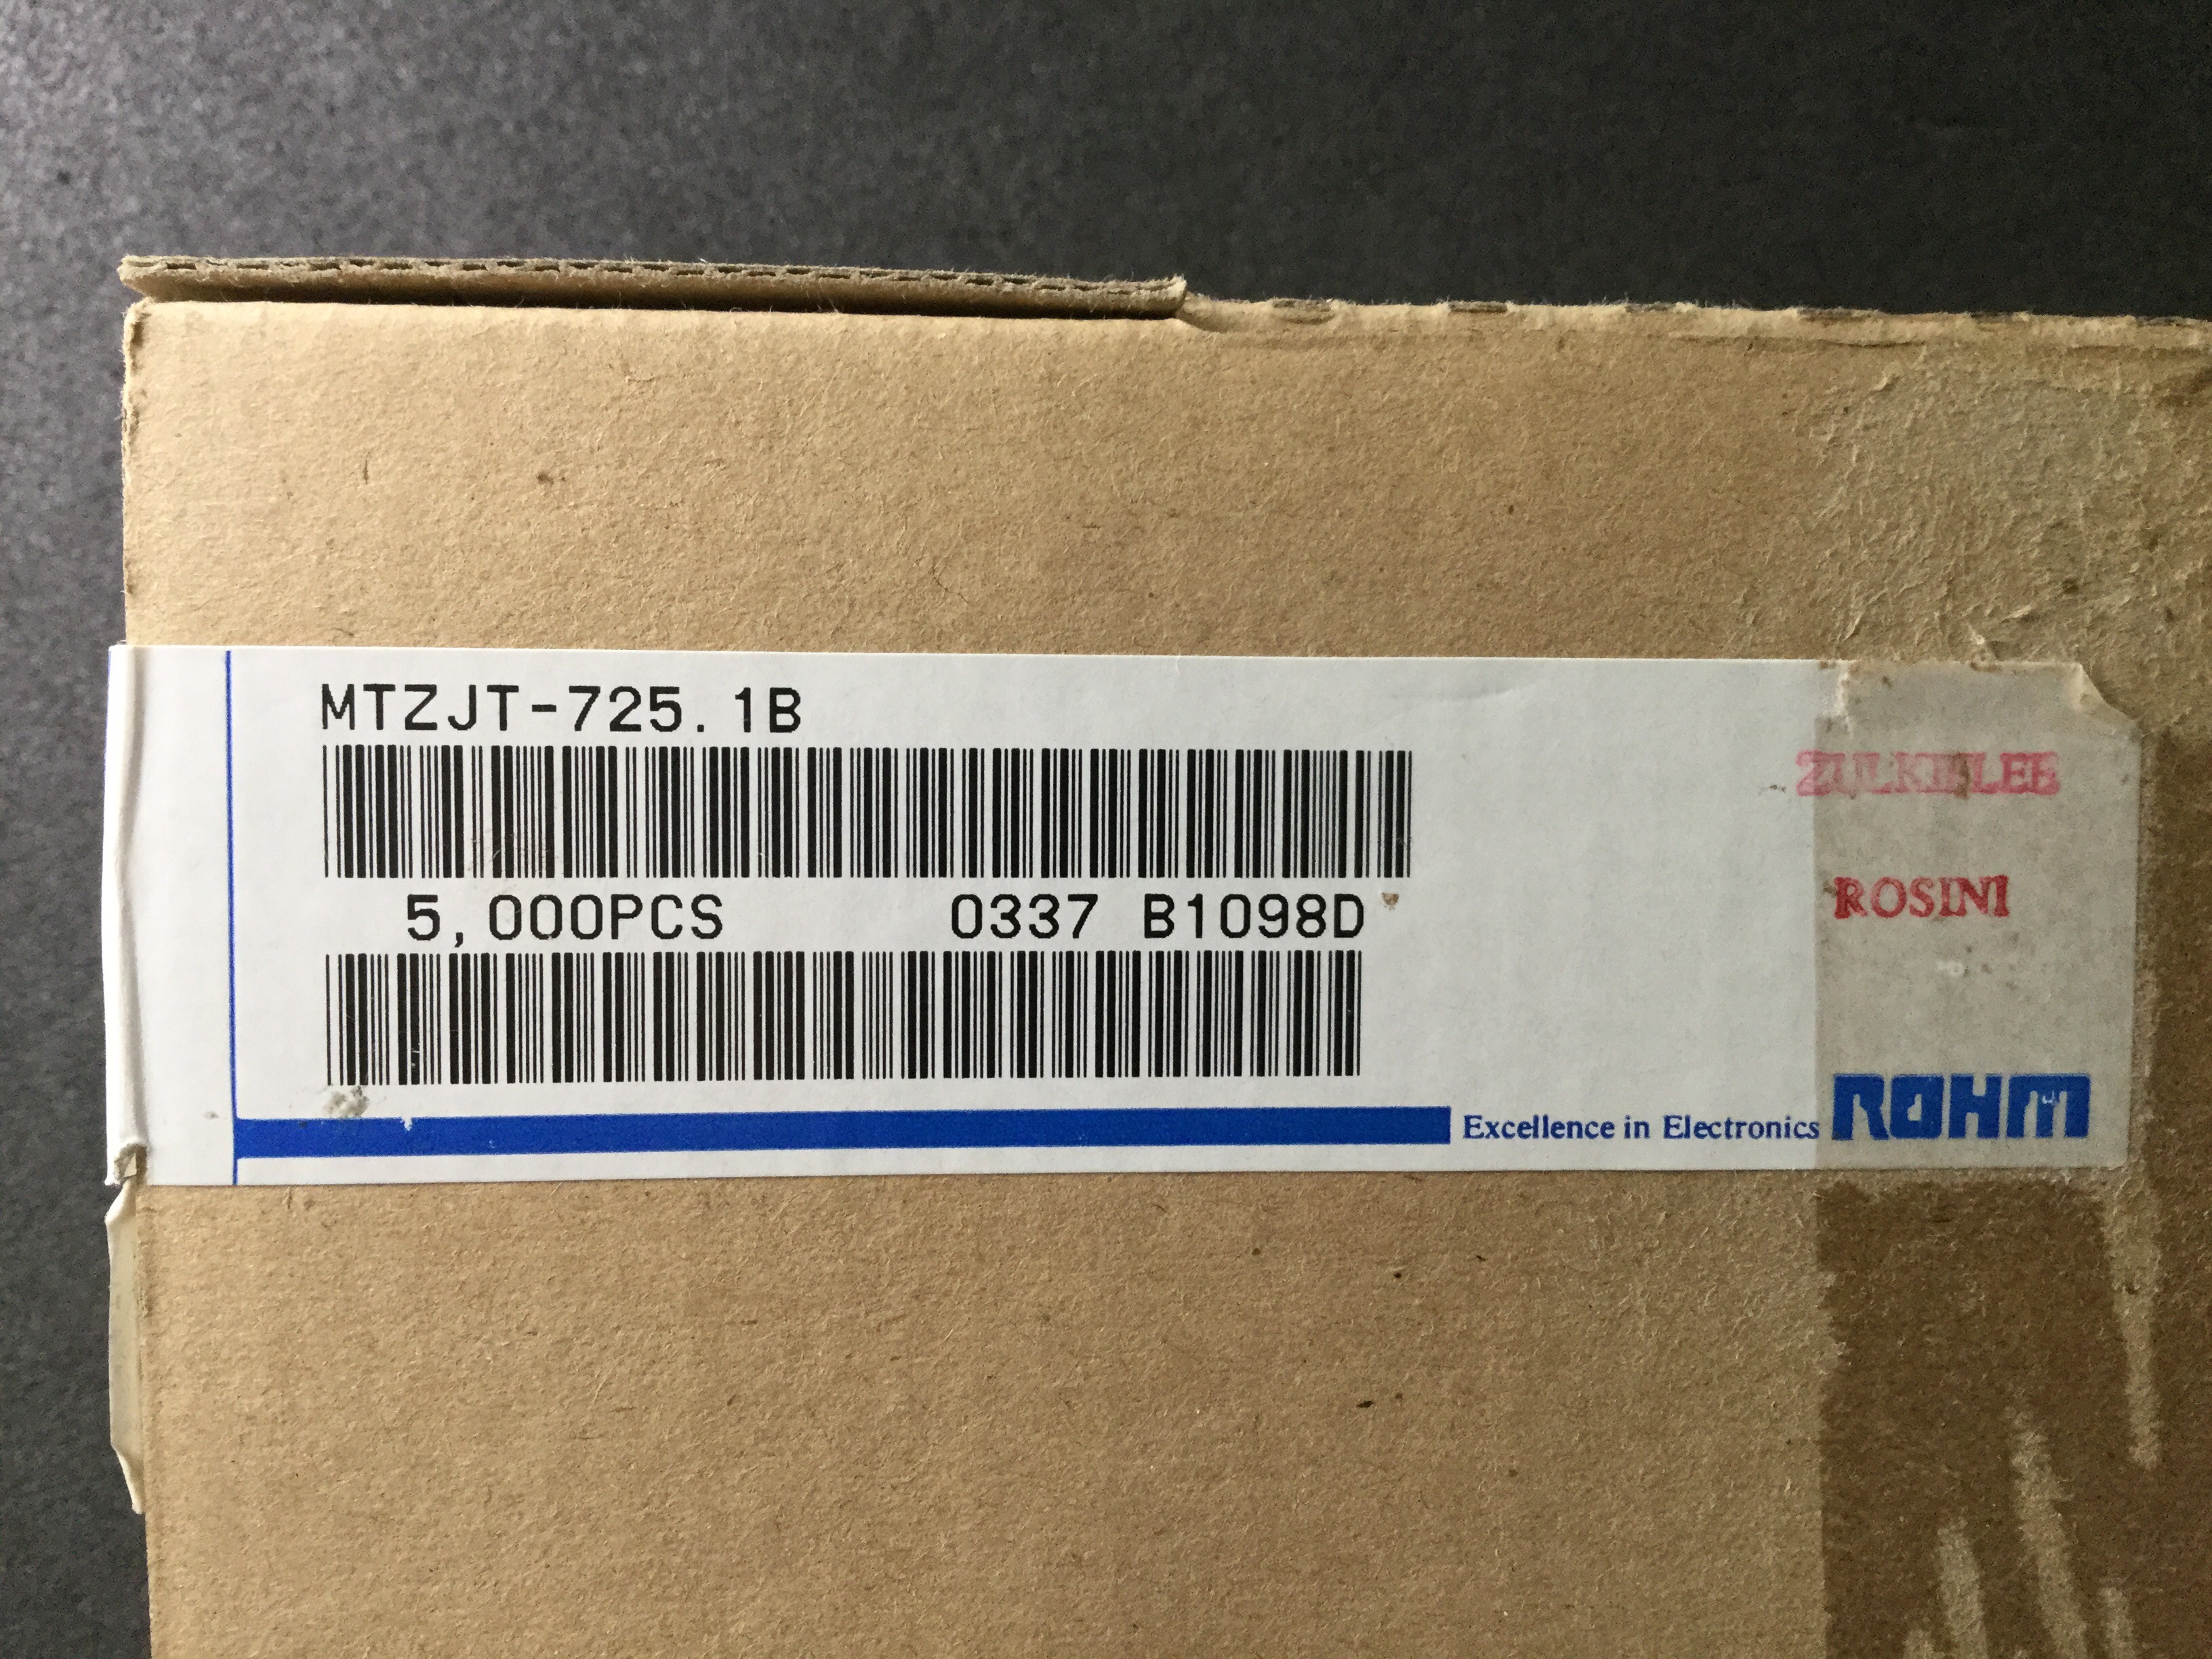 MTZJT-725.1B
5,000PCS 0337 B1098D
ROSINI
Excellence in Electronics ROHM